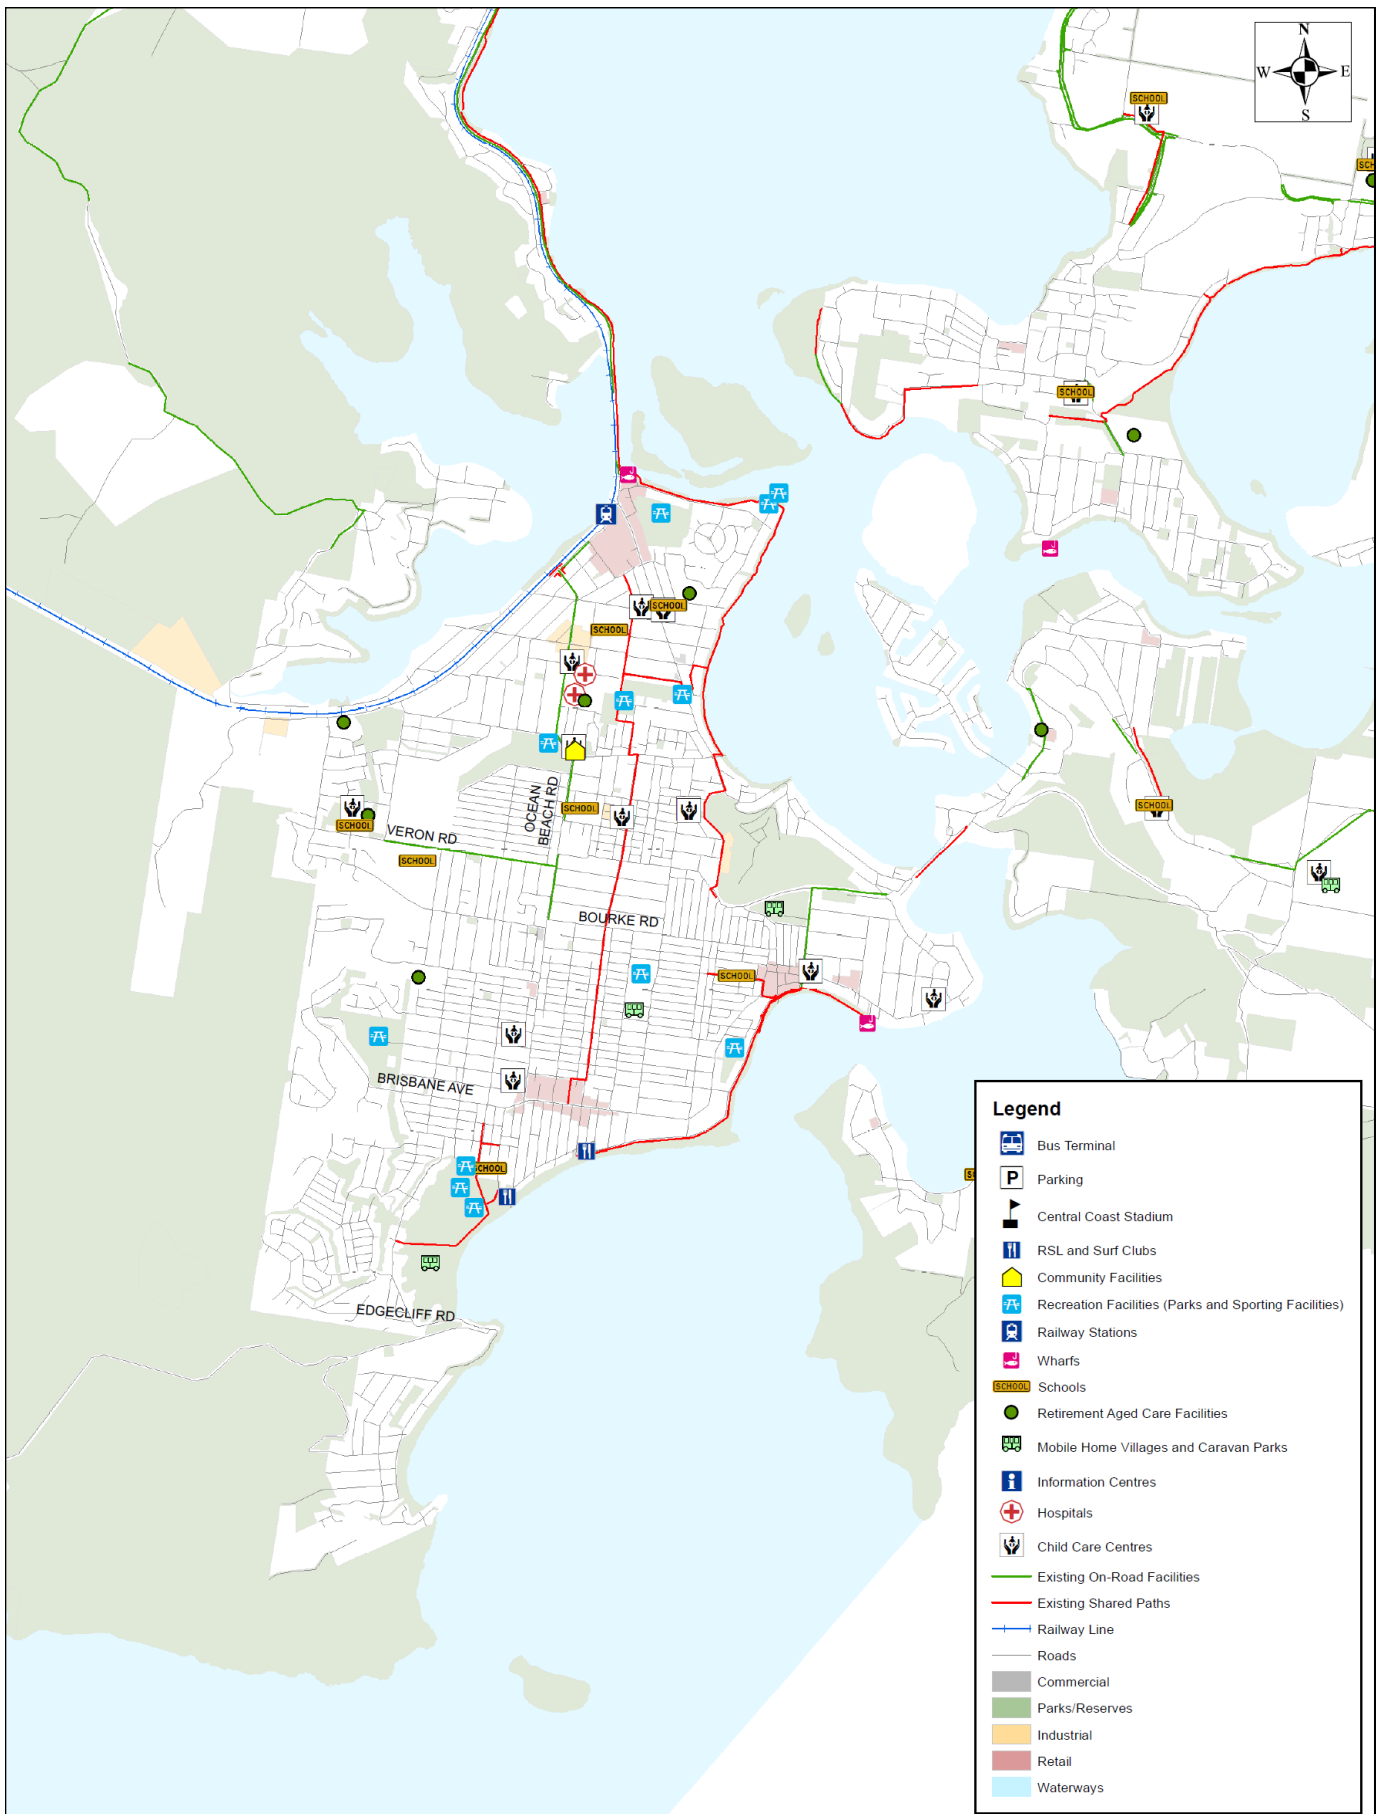 N
W E
S
SCHOOL
SCH
SCHOOL
SCHOOL
SCHOOL
OCEAN
BEACH RD
SCHOOL
SCHOOL
SCHOOL
VERON RD
SCHOOL
BOURKE RD
SCHOOL
BRISBANE AVE
SCHOOL
EDGECLIFF RD
Legend
Bus Terminal
P Parking
Central Coast Stadium
RSL and Surf Clubs
Community Facilities
Recreation Facilities (Parks and Sporting Facilities)
Railway Stations
Wharfs
SCHOOL Schools
Retirement Aged Care Facilities
Mobile Home Villages and Caravan Parks
Information Centres
Hospitals
Child Care Centres
Existing On-Road Facilities
Existing Shared Paths
Railway Line
Roads
Commercial
Parks/Reserves
Industrial
Retail
Waterways